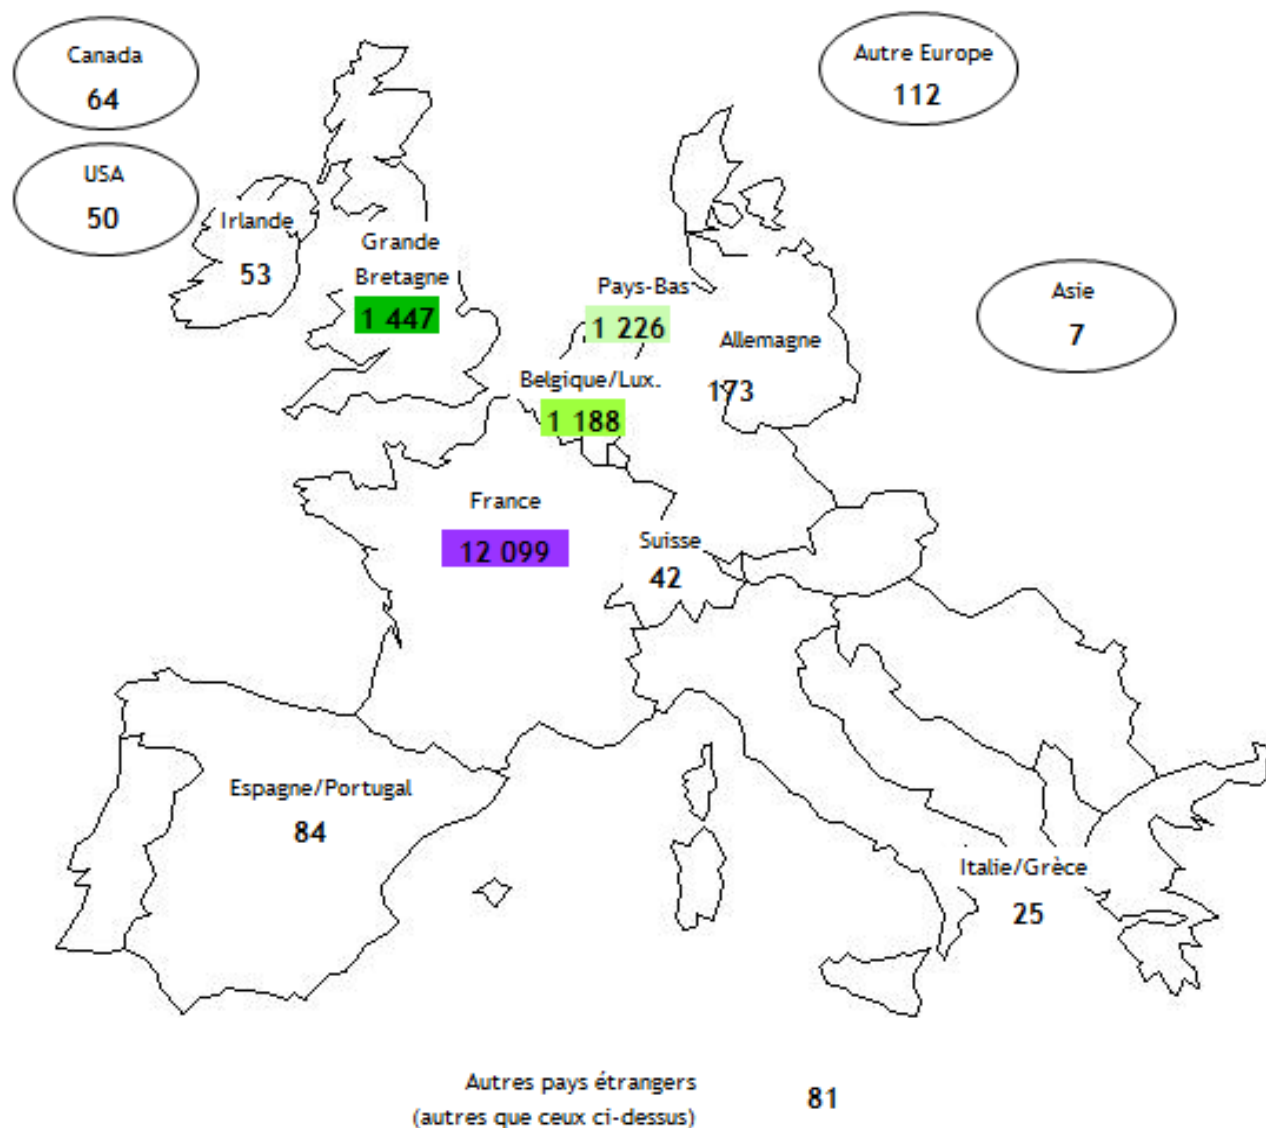 Canada
64
USA
50
Autre Europe
112
Irlande
53
Grande
Bretagne
1 447
Pays-Bas
1 226
Asie
7
Allemagne
173
Belgique/Lux.
1 188
France
12 099
Suisse
42
Espagne/Portugal
84
Italie/Grèce
25
Autres pays étrangers
(autres que ceux ci-dessus)
81